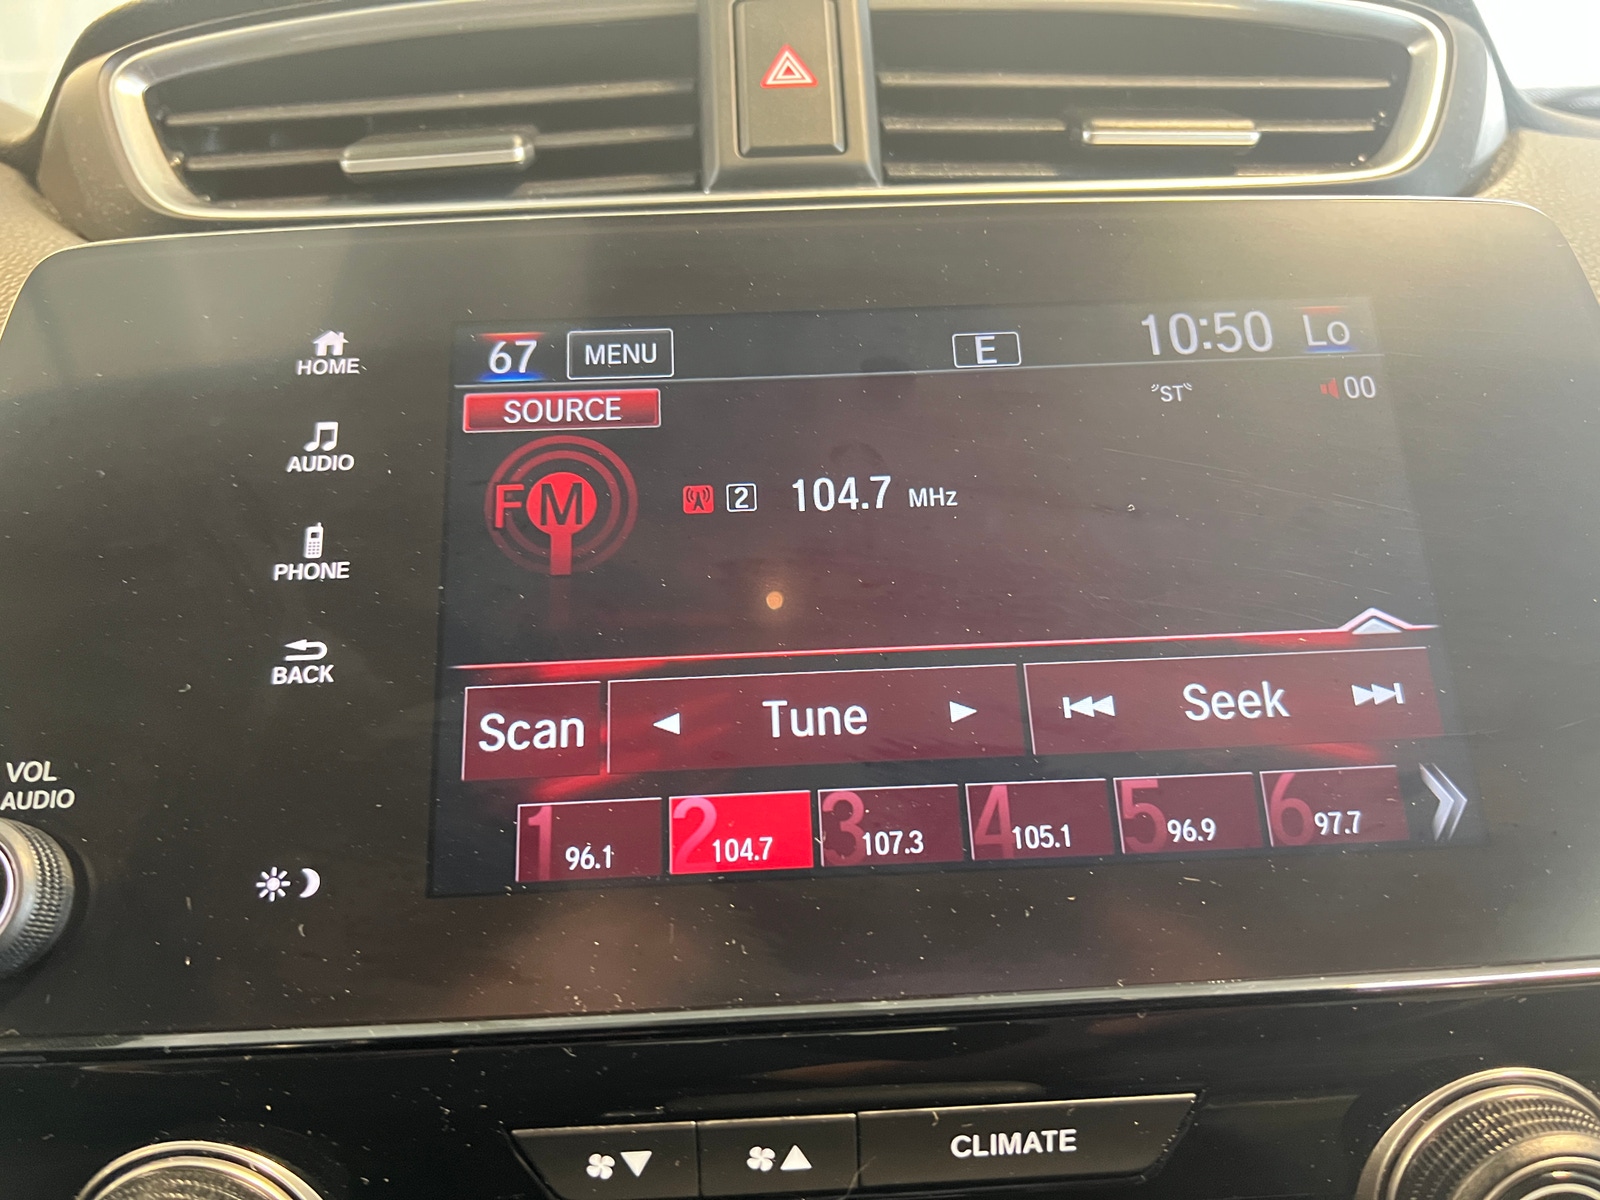 HOME
AUDIO
PHONE
BACK
VOL
AUDIO
67 MENU E 10:50 Lo
SOURCE "ST" 00
FM 2 104.7 MHz
Scan Tune Seek
1 96.1 2 104.7 3 107.3 4 105.1 5 96.9 6 97.7
CLIMATE